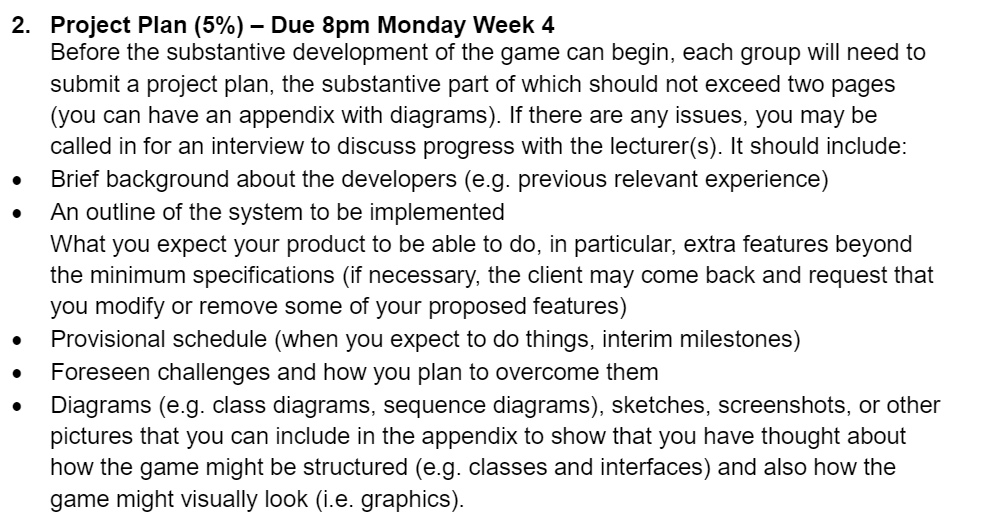 2. Project Plan (5%) – Due 8pm Monday Week 4
Before the substantive development of the game can begin, each group will need to
submit a project plan, the substantive part of which should not exceed two pages
(you can have an appendix with diagrams). If there are any issues, you may be
called in for an interview to discuss progress with the lecturer(s). It should include:
• Brief background about the developers (e.g. previous relevant experience)
• An outline of the system to be implemented
What you expect your product to be able to do, in particular, extra features beyond
the minimum specifications (if necessary, the client may come back and request that
you modify or remove some of your proposed features)
• Provisional schedule (when you expect to do things, interim milestones)
• Foreseen challenges and how you plan to overcome them
• Diagrams (e.g. class diagrams, sequence diagrams), sketches, screenshots, or other
pictures that you can include in the appendix to show that you have thought about
how the game might be structured (e.g. classes and interfaces) and also how the
game might visually look (i.e. graphics).